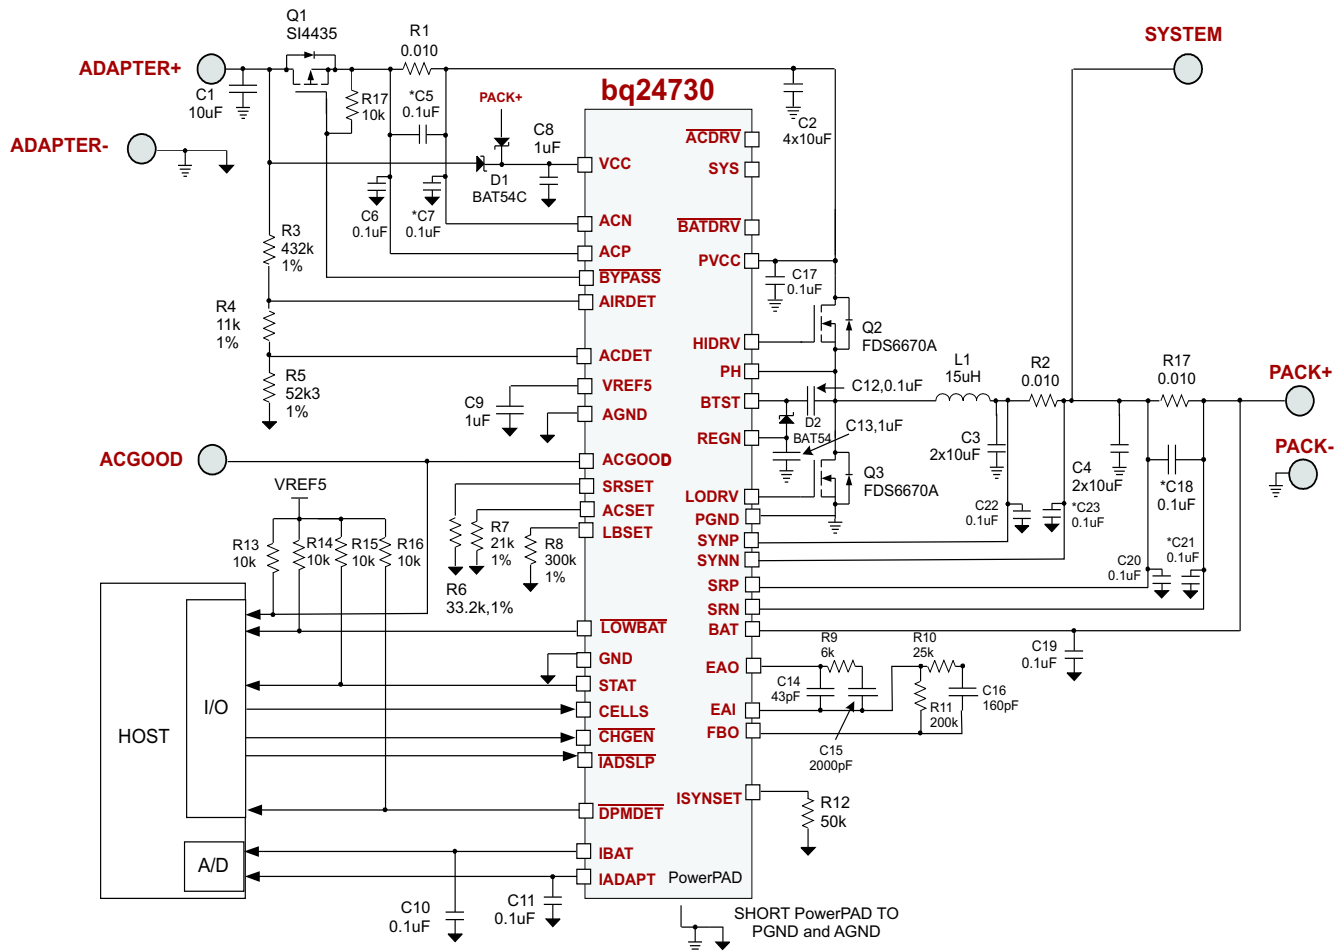 Q1
SI4435
R1
0.010
SYSTEM
ADAPTER+
C1
10uF
R17
10k
*C5
0.1uF
PACK+
C8
1uF
D1
BAT54C
bq24730
C2
4x10uF
ADAPTER-
C6
0.1uF
*C7
0.1uF
R3
432k
1%
R4
11k
1%
R5
52k3
1%
C9
1uF
VCC
ACN
ACP
BYPASS
AIRDET
ACDET
VREF5
AGND
ACGOOD
SRSET
ACSET
LBSET
LOWBAT
GND
STAT
CELLS
CHGEN
IADSLP
DPMDET
IBAT
IADAPT
ACDRV
SYS
BATDRV
PVCC
HIDRV
PH
BTST
REGN
LODRV
PGND
SYNP
SYNN
SRP
SRN
BAT
EAO
EAI
FBO
ISYNSET
PowerPAD
C17
0.1uF
Q2
FDS6670A
C12,0.1uF
D2
BAT54
C13,1uF
Q3
FDS6670A
L1
15uH
R2
0.010
R17
0.010
PACK+
PACK-
C3
2x10uF
C4
2x10uF
*C18
0.1uF
C22
0.1uF
*C23
0.1uF
C20
0.1uF
*C21
0.1uF
C19
0.1uF
R9
6k
R10
25k
C14
43pF
R11
200k
C16
160pF
C15
2000pF
R12
50k
ACGOOD
VREF5
R13
10k
R14
10k
R15
10k
R16
10k
R6
33.2k,1%
R7
21k
1%
R8
300k
1%
HOST
I/O
A/D
C10
0.1uF
C11
0.1uF
SHORT PowerPAD TO
PGND and AGND